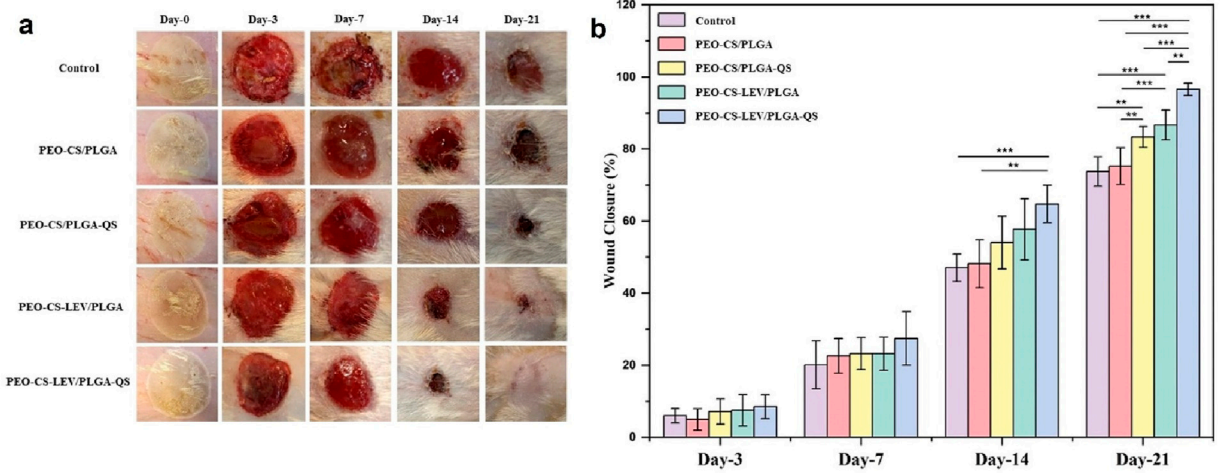 a
Day-0 Day-3 Day-7 Day-14 Day-21
Control
PEO-CS/PLGA
PEO-CS/PLGA-QS
PEO-CS-LEV/PLGA
PEO-CS-LEV/PLGA-QS
b
Wound Closure (%)
120
100
80
60
40
20
0
Control
PEO-CS/PLGA
PEO-CS/PLGA-QS
PEO-CS-LEV/PLGA
PEO-CS-LEV/PLGA-QS
*** **
*** *** *** ** *** *** ** **
Day-3 Day-7 Day-14 Day-21